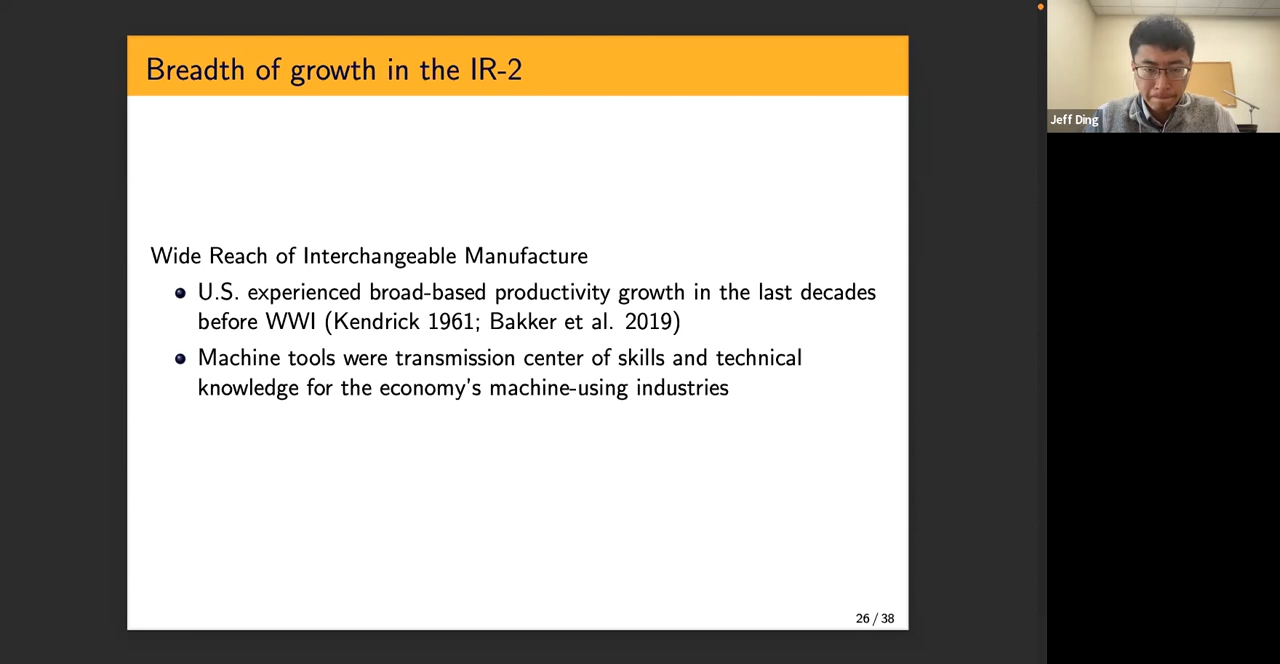 Breadth of growth in the IR-2
Wide Reach of Interchangeable Manufacture
U.S. experienced broad-based productivity growth in the last decades
before WWI (Kendrick 1961; Bakker et al. 2019)
Machine tools were transmission center of skills and technical
knowledge for the economy's machine-using industries
26 / 38
Jeff Ding